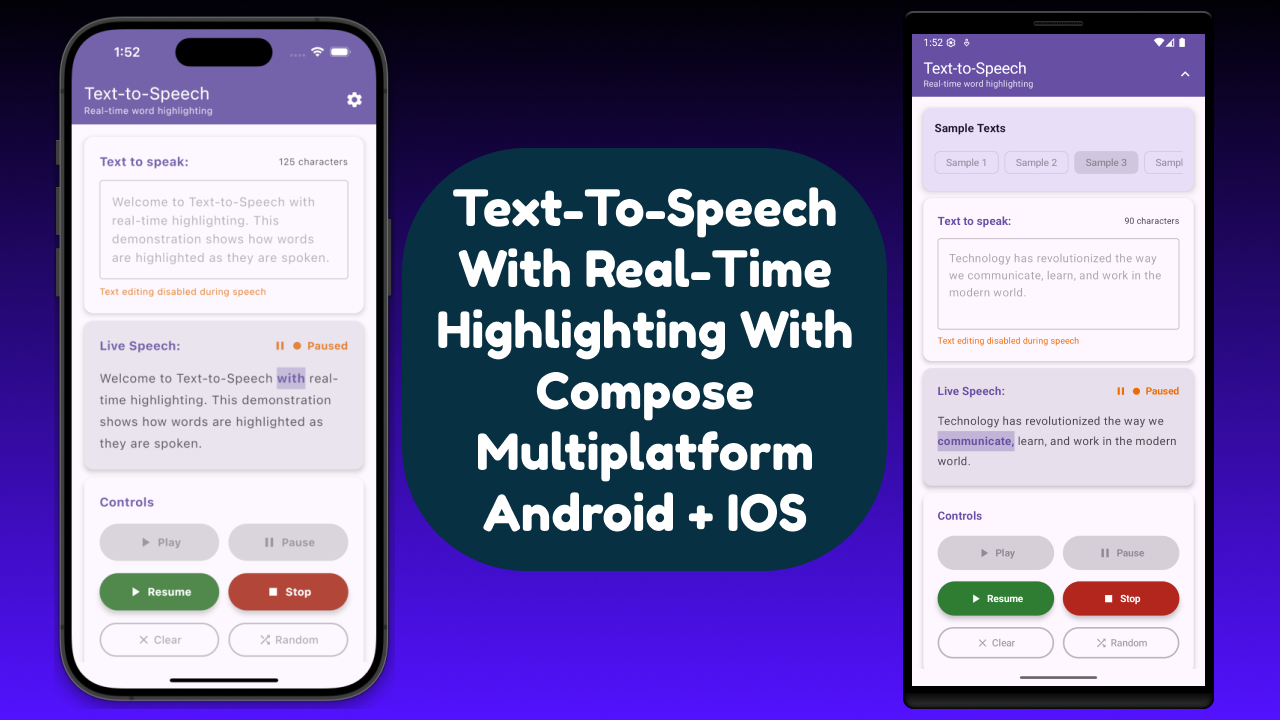 1:52
Text-to-Speech
Real-time word highlighting
Text to speak:
125 characters
Welcome to Text-to-Speech with
real-time highlighting. This
demonstration shows how words
are highlighted as they are spoken.
Text editing disabled during speech
Live Speech:
Paused
Welcome to Text-to-Speech with real-
time highlighting. This demonstration
shows how words are highlighted as
they are spoken.
Controls
Play
Pause
Resume
Stop
Clear
Random
Text-To-Speech
With Real-Time
Highlighting With
Compose
Multiplatform
Android + IOS
1:52
Text-to-Speech
Real-time word highlighting
Sample Texts
Sample 1
Sample 2
Sample 3
Sampl
Text to speak:
90 characters
Technology has revolutionized the way
we communicate, learn, and work in the
modern world.
Text editing disabled during speech
Live Speech:
Paused
Technology has revolutionized the way we
communicate, learn, and work in the modern
world.
Controls
Play
Pause
Resume
Stop
Clear
Random